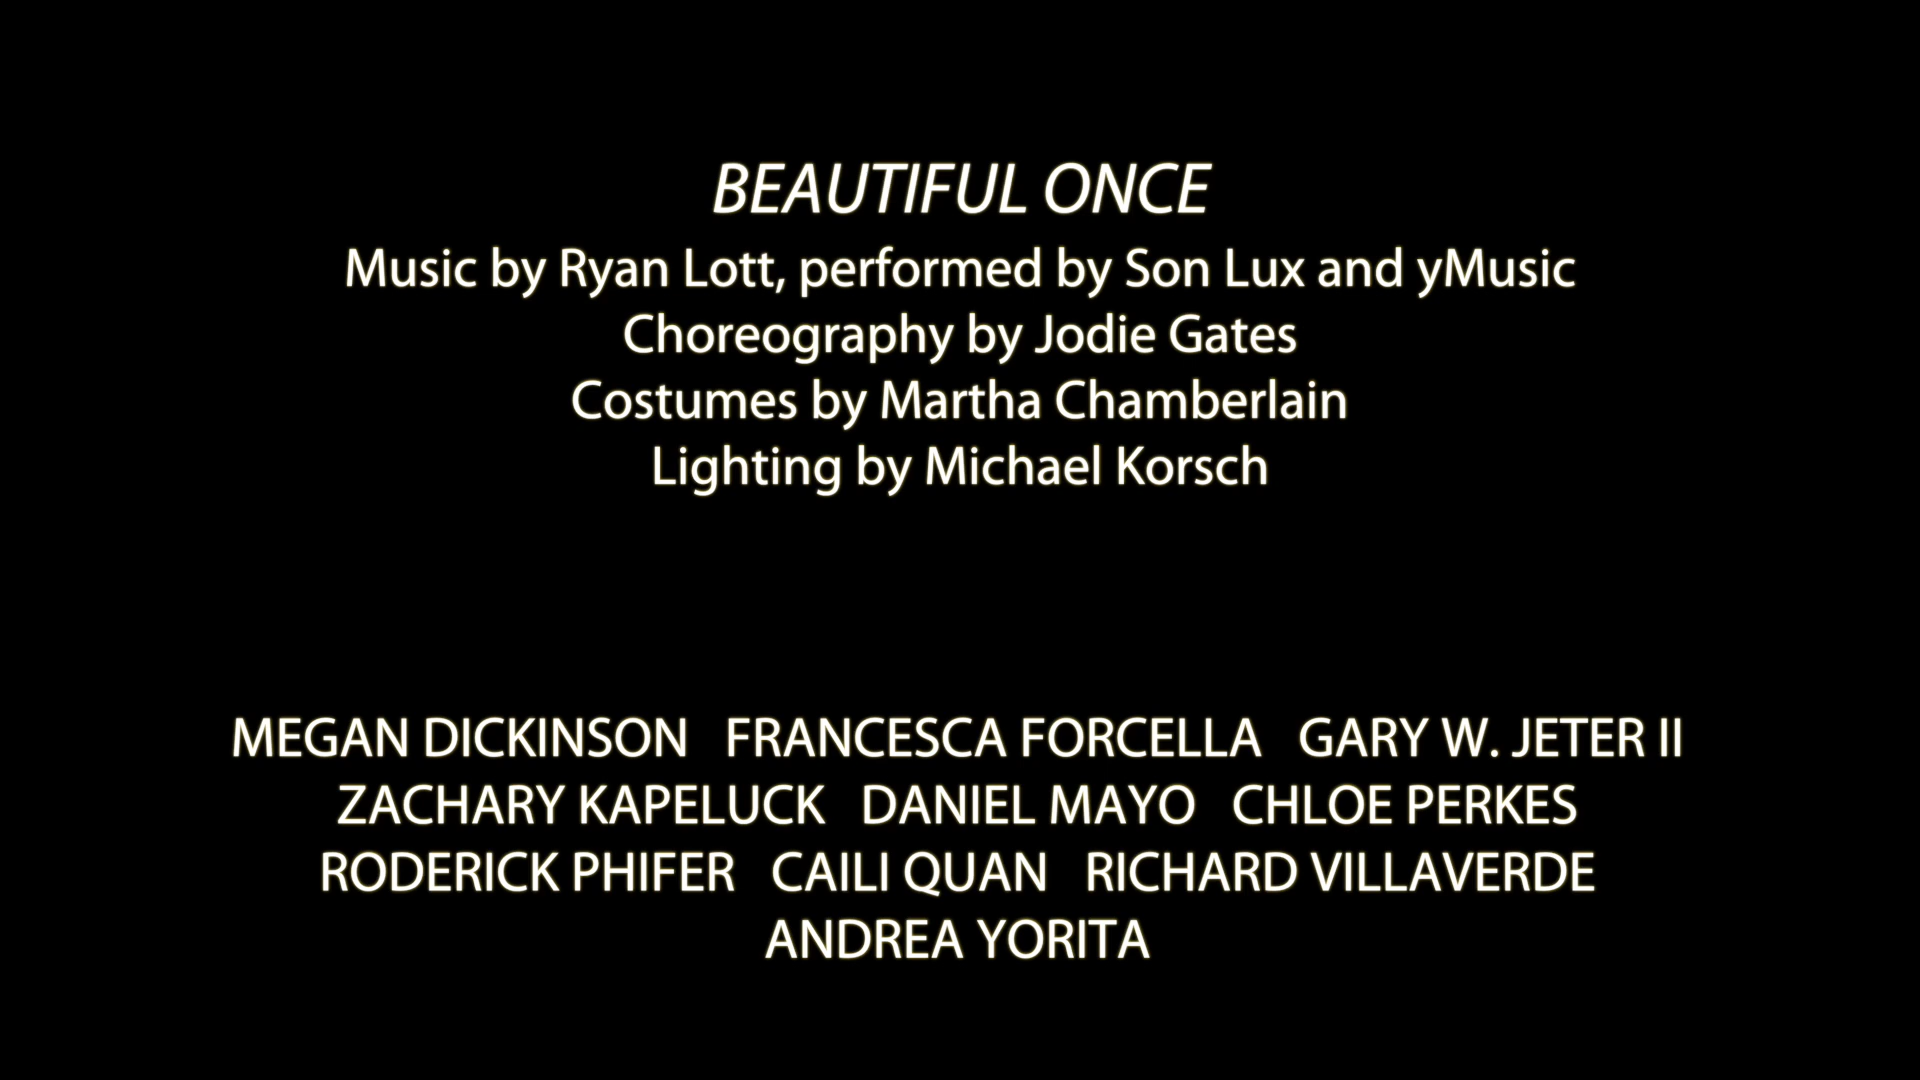 BEAUTIFUL ONCE
Music by Ryan Lott, performed by Son Lux and yMusic
Choreography by Jodie Gates
Costumes by Martha Chamberlain
Lighting by Michael Korsch
MEGAN DICKINSON FRANCESCA FORCELLA GARY W. JETER II
ZACHARY KAPELUCK DANIEL MAYO CHLOE PERKES
RODERICK PHIFER CAILI QUAN RICHARD VILLAVERDE
ANDREA YORITA